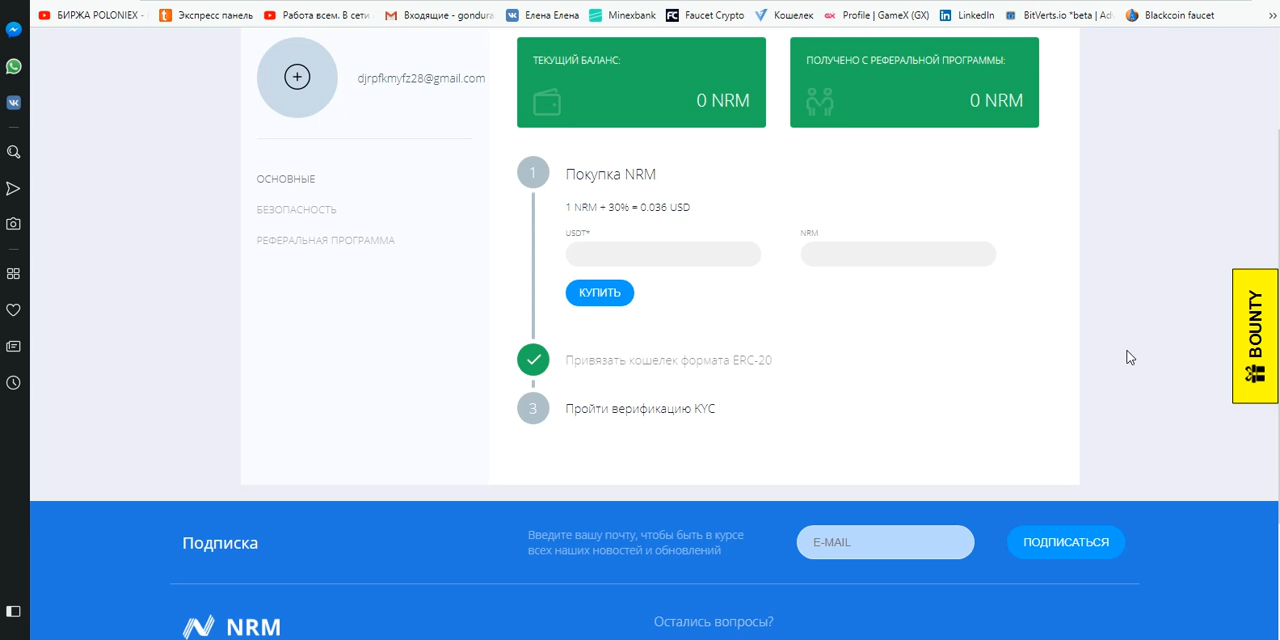 БИРЖА POLONIEX -
Экспресс панель
Работа всем. В сети
Входящие - gondura
Елена Елена
Minexbank
Faucet Crypto
Кошелек
Profile | GameX (GX)
LinkedIn
BitVerts.io *beta | Adv
Blackcoin faucet
djrpfkmyfz28@gmail.com
ОСНОВНЫЕ
БЕЗОПАСНОСТЬ
РЕФЕРАЛЬНАЯ ПРОГРАММА
ТЕКУЩИЙ БАЛАНС:
0 NRM
ПОЛУЧЕНО С РЕФЕРАЛЬНОЙ ПРОГРАММЫ:
0 NRM
1
Покупка NRM
1 NRM + 30% = 0.036 USD
USDT*
NRM
КУПИТЬ
Привязать кошелек формата ERC-20
3
Пройти верификацию KYC
BOUNTY
Подписка
Введите вашу почту, чтобы быть в курсе
всех наших новостей и обновлений
E-MAIL
ПОДПИСАТЬСЯ
NRM
Остались вопросы?